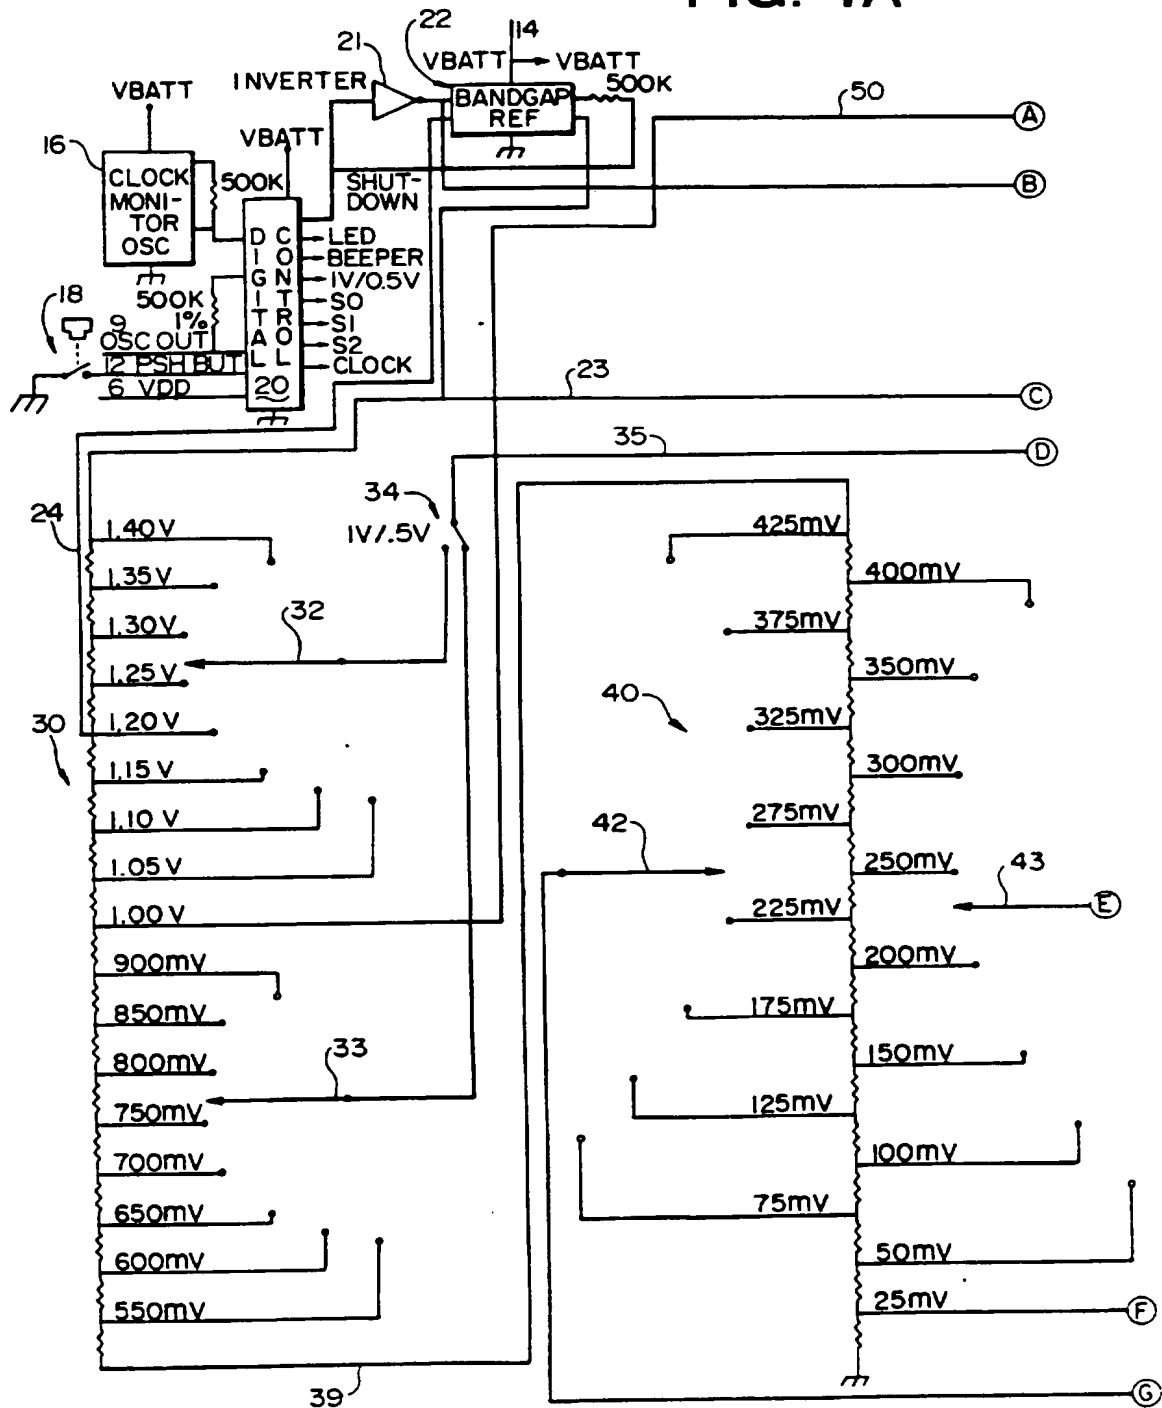 FIG. 4A
22
14
21
VBATT
VBATT
INVERTER
500K
BANDGAP
REF
50
A
VBATT
VBATT
16
CLOCK
MONI-
TOR
OSC
500K
SHUT-
DOWN
B
DIGITAL
CONTROL
20
LED
BEEPER
1V/0.5V
S0
S1
S2
CLOCK
18
500K
1%
9
OSC OUT
12 PSH BUT
6 VDD
23
C
35
D
24
34
1V/.5V
1.40V
1.35V
1.30V
32
1.25V
1.20V
30
1.15V
1.10V
1.05V
1.00V
900mV
850mV
800mV
33
750mV
700mV
650mV
600mV
550mV
39
425mV
400mV
375mV
350mV
40
325mV
300mV
275mV
42
250mV
43
E
225mV
200mV
175mV
150mV
125mV
100mV
75mV
50mV
25mV
F
G